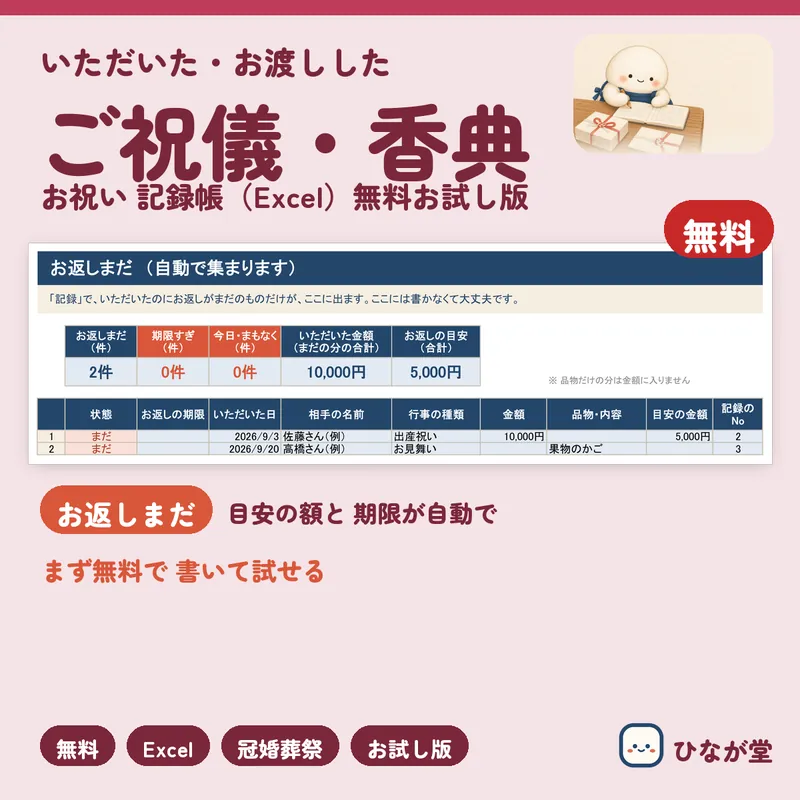 いただいた・お渡しした
ご祝儀・香典
お祝い 記録帳（Excel）無料お試し版
無料
お返しまだ （自動で集まります）
「記録」で、いただいたのにお返しがまだのものだけが、ここに出ます。ここには書かなくて大丈夫です。
お返しまだ（件） 期限すぎ（件） 今日・まもなく（件） いただいた金額（まだの分の合計） お返しの目安（合計）
2件 0件 0件 10,000円 5,000円
※ 品物だけの分は金額に入りません
状態 お返しの期限 いただいた日 相手の名前 行事の種類 金額 品物・内容 目安の金額 記録のNo
1 まだ 2026/9/3 佐藤さん（例） 出産祝い 10,000円 5,000円 2
2 まだ 2026/9/20 高橋さん（例） お見舞い 果物のかご 3
お返しまだ 目安の額と 期限が自動で
まず無料で 書いて試せる
無料 Excel 冠婚葬祭 お試し版
ひなが堂